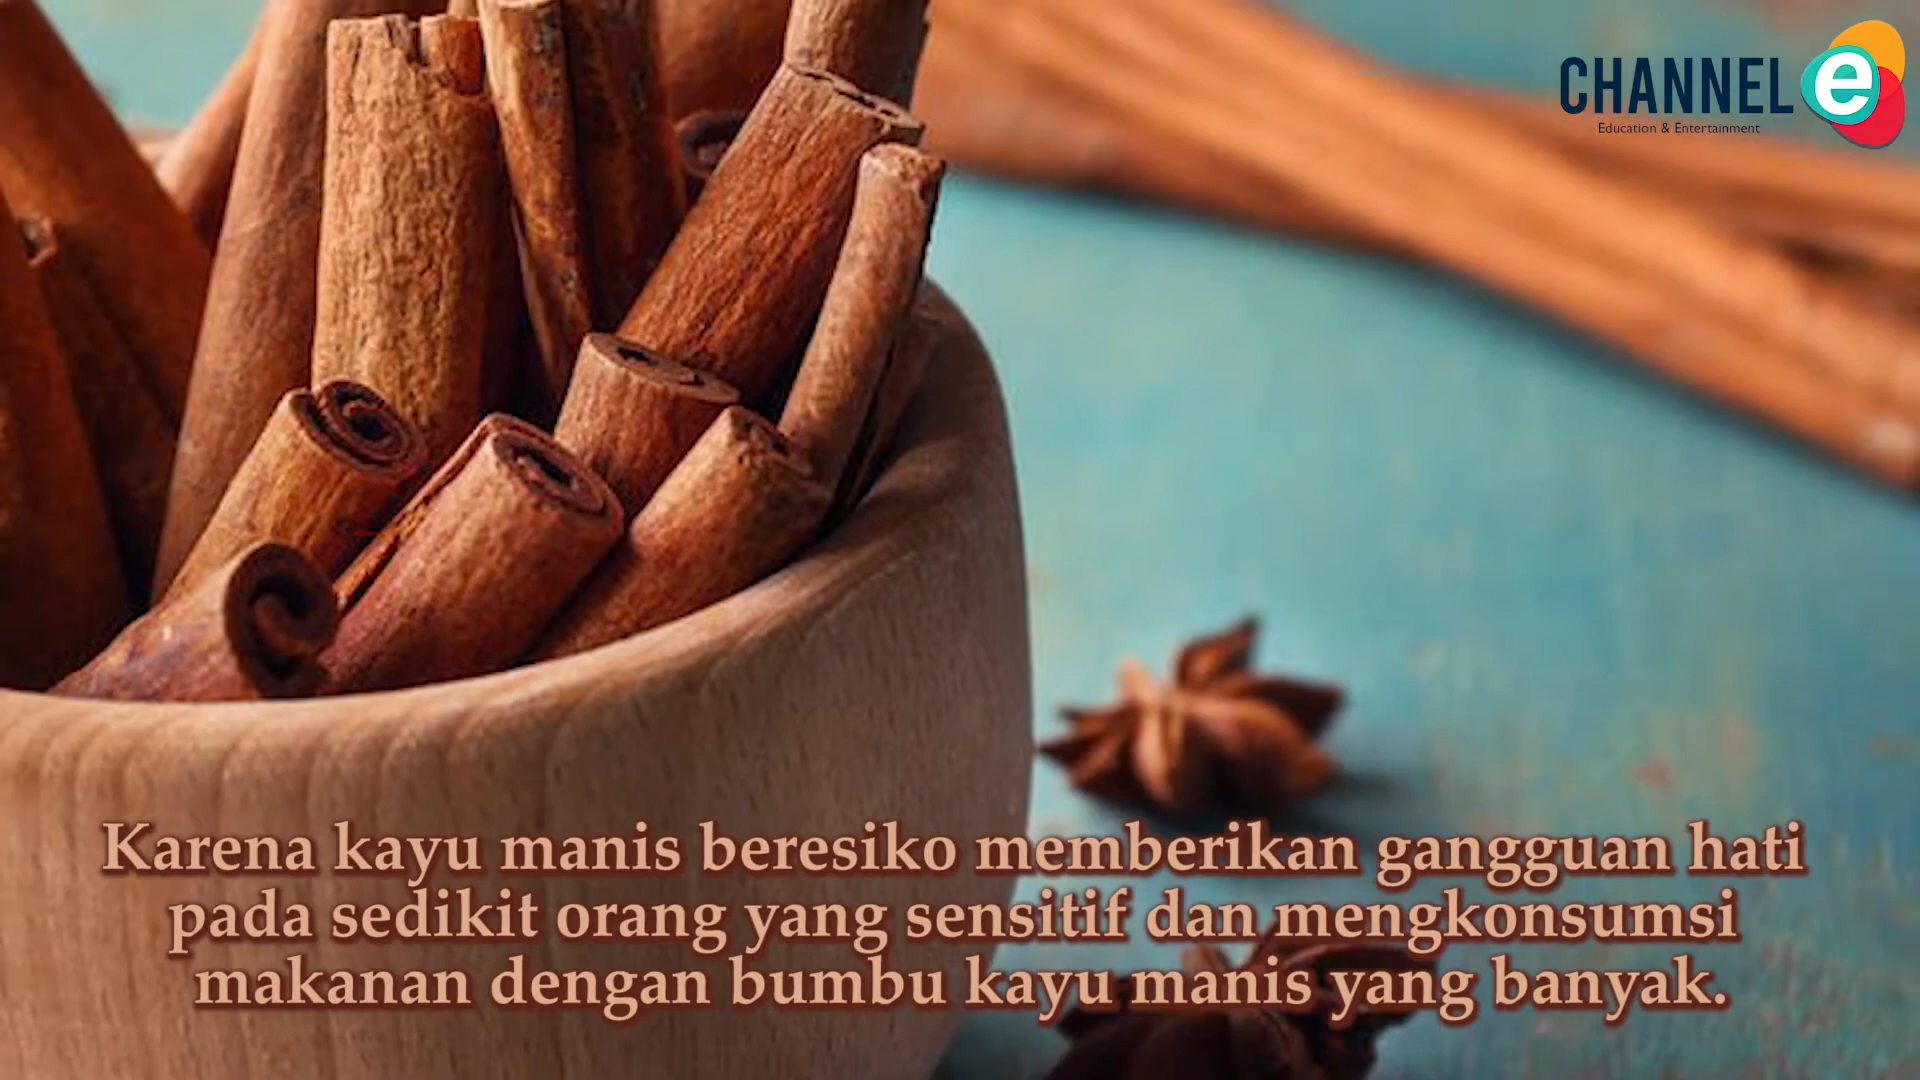 CHANNEL e
Education & Entertainment
Karena kayu manis beresiko memberikan gangguan hati
pada sedikit orang yang sensitif dan mengkonsumsi
makanan dengan bumbu kayu manis yang banyak.